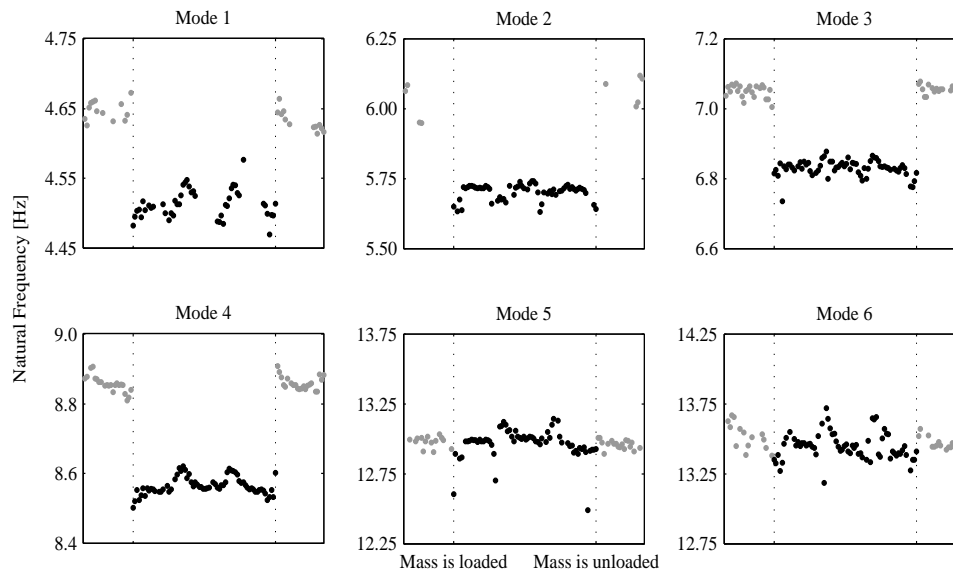 Mode 1
Mode 2
Mode 3
4.75
4.65
4.55
4.45
6.25
6.00
5.75
5.50
7.2
7.0
6.8
6.6
Natural Frequency [Hz]
Mode 4
Mode 5
Mode 6
9.0
8.8
8.6
8.4
13.75
13.25
12.75
12.25
14.25
13.75
13.25
12.75
Mass is loaded
Mass is unloaded